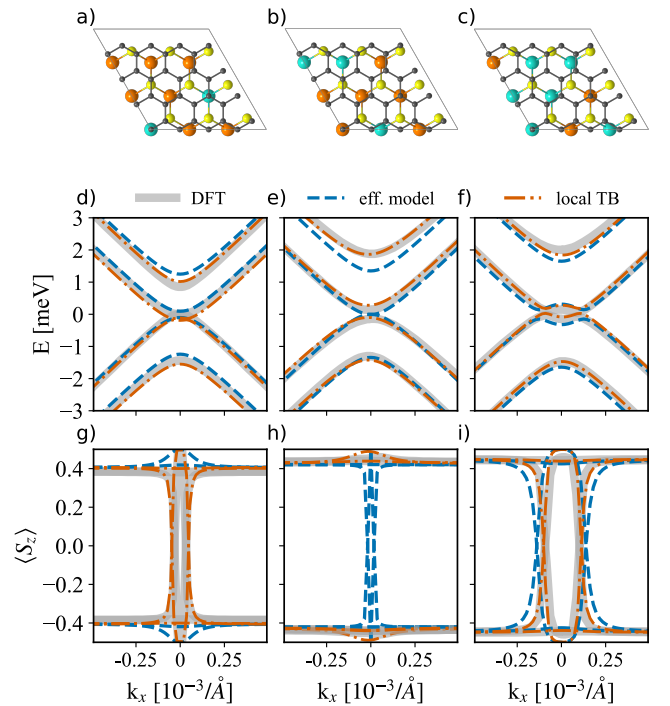 a) b) c)
d) DFT e) eff. model f) local TB
3
2
1
0
−1
−2
−3
E [meV]
g) h) i)
0.4
0.2
0.0
−0.2
−0.4
⟨S_z⟩
−0.25 0 0.25 −0.25 0 0.25 −0.25 0 0.25
k_x [10⁻³/Å] k_x [10⁻³/Å] k_x [10⁻³/Å]